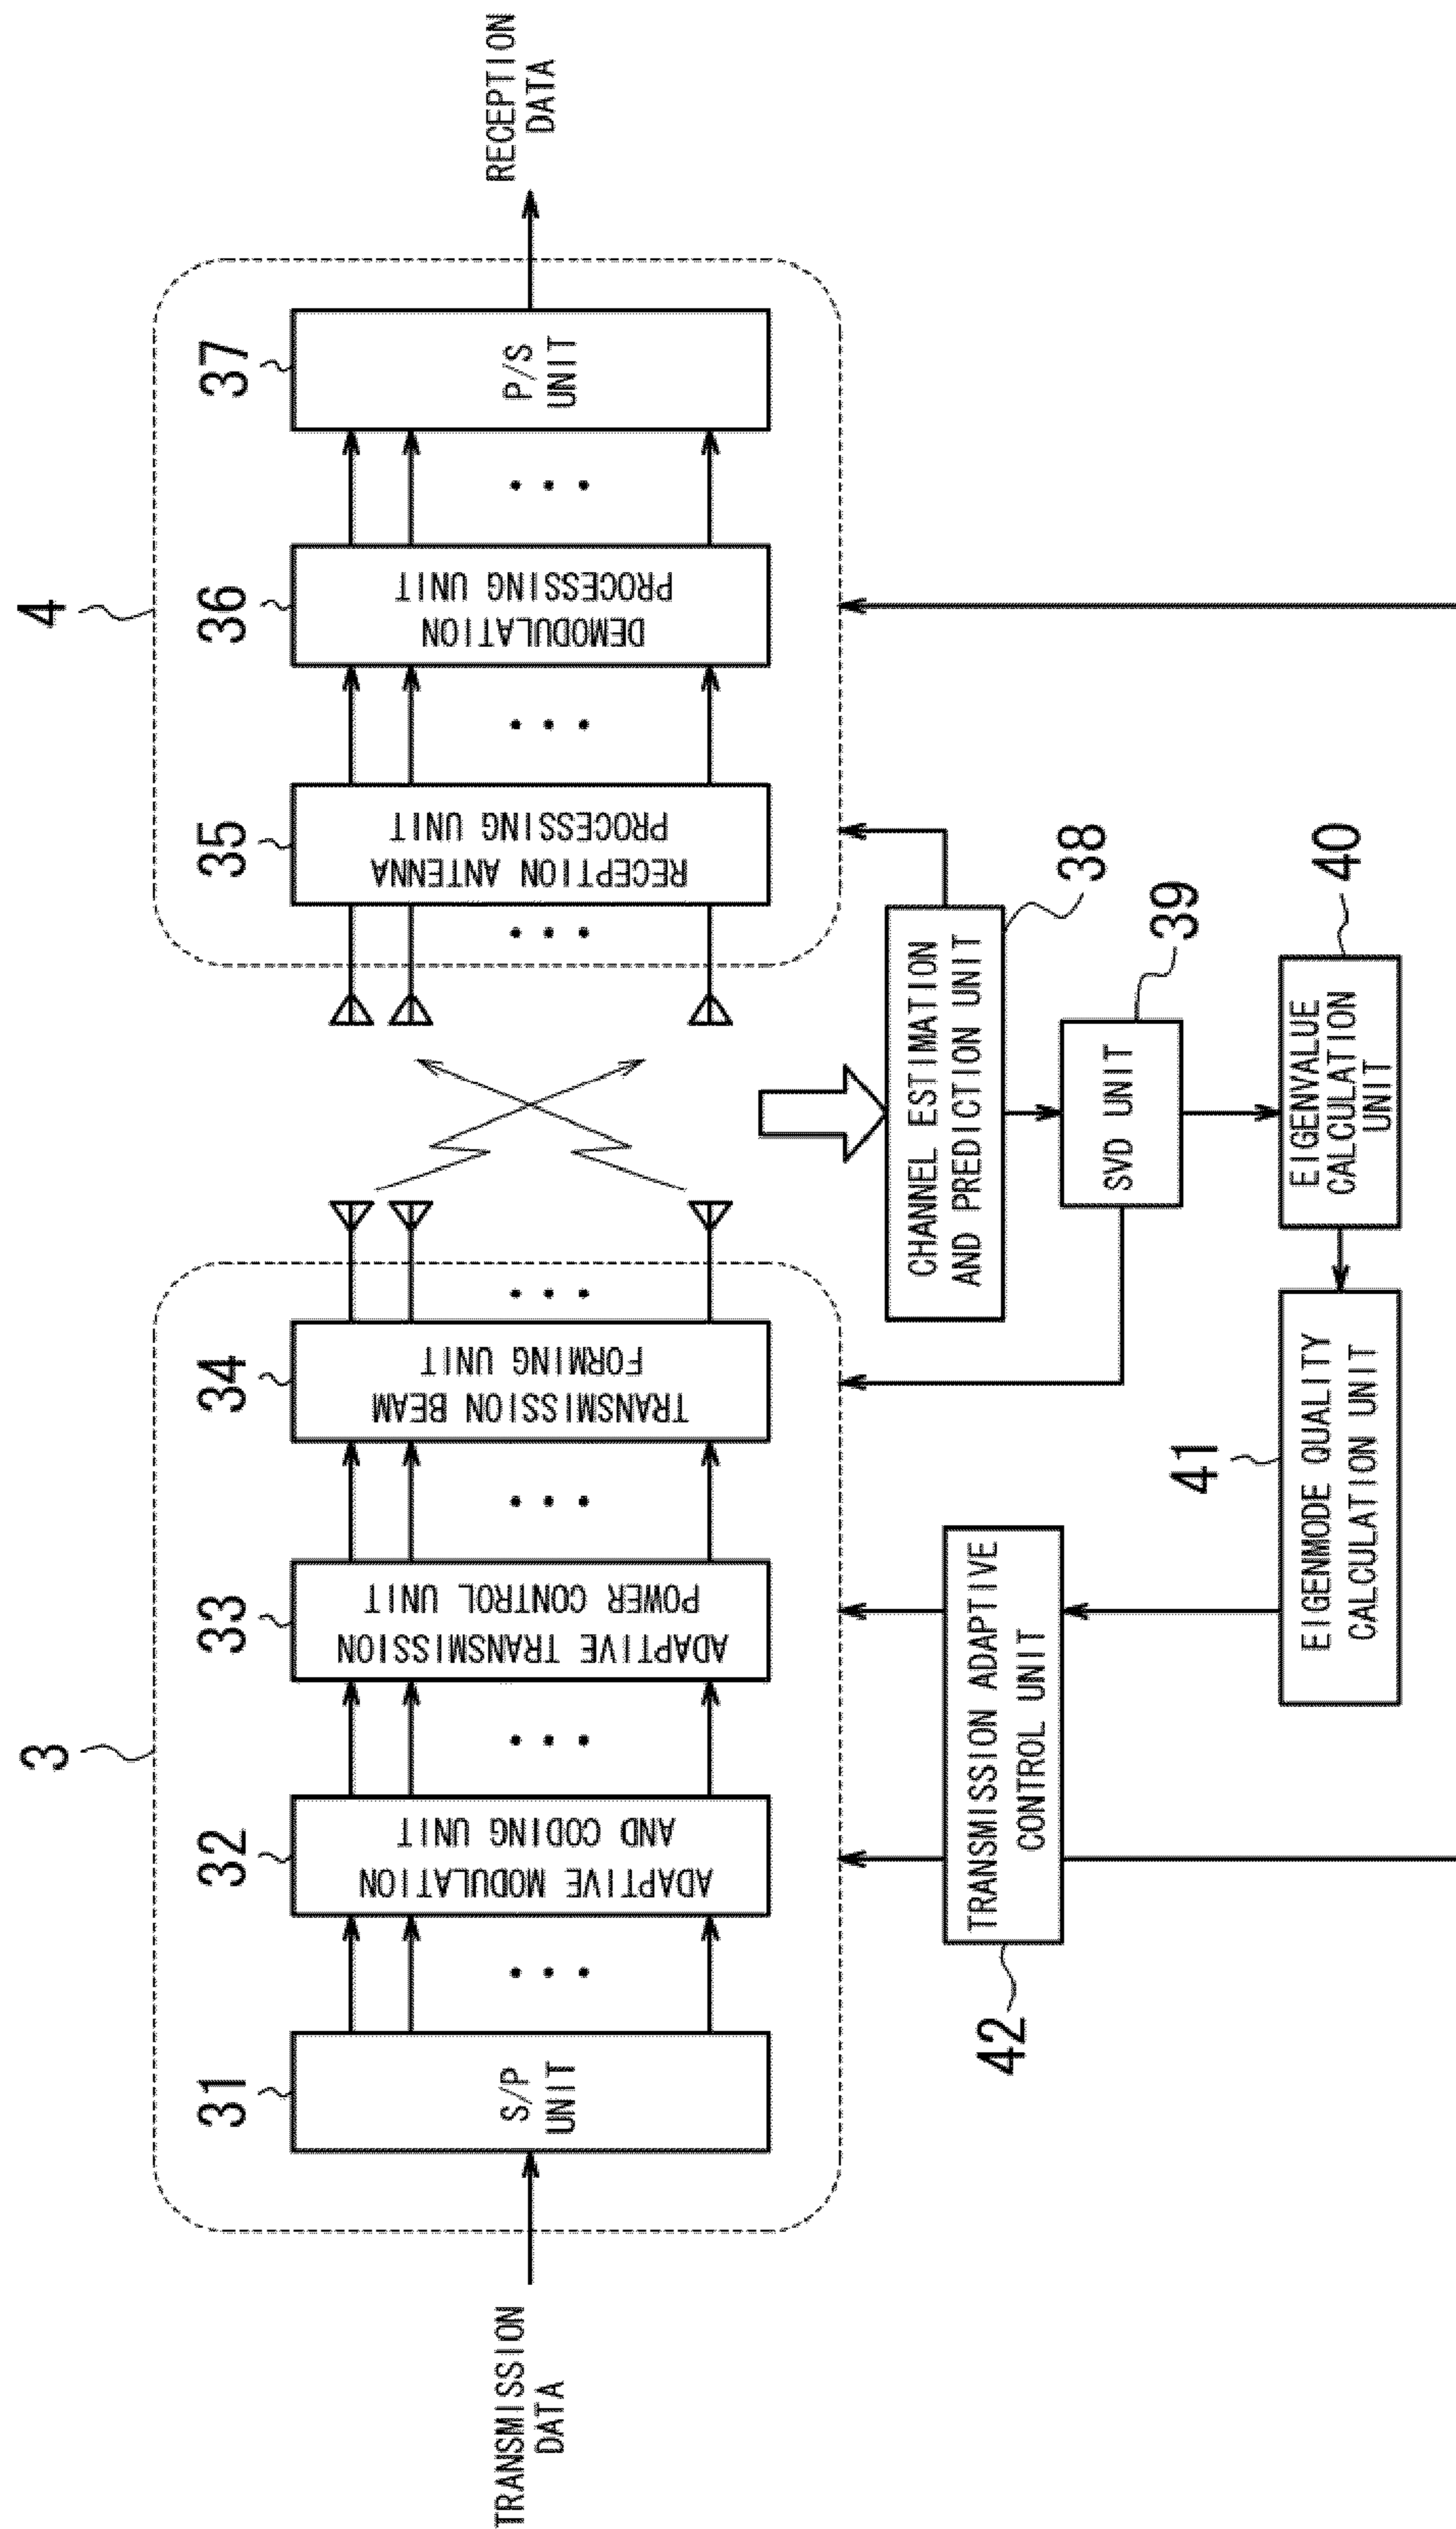 3
4
TRANSMISSION
DATA
31
S/P
UNIT
32
ADAPTIVE MODULATION
AND CODING UNIT
33
ADAPTIVE TRANSMISSION
POWER CONTROL UNIT
34
TRANSMISSION BEAM
FORMING UNIT
35
RECEPTION ANTENNA
PROCESSING UNIT
36
DEMODULATION
PROCESSING UNIT
37
P/S
UNIT
RECEPTION
DATA
CHANNEL ESTIMATION
AND PREDICTION UNIT
38
SVD UNIT
39
EIGENVALUE
CALCULATION
UNIT
40
EIGENMODE QUALITY
CALCULATION UNIT
41
TRANSMISSION ADAPTIVE
CONTROL UNIT
42